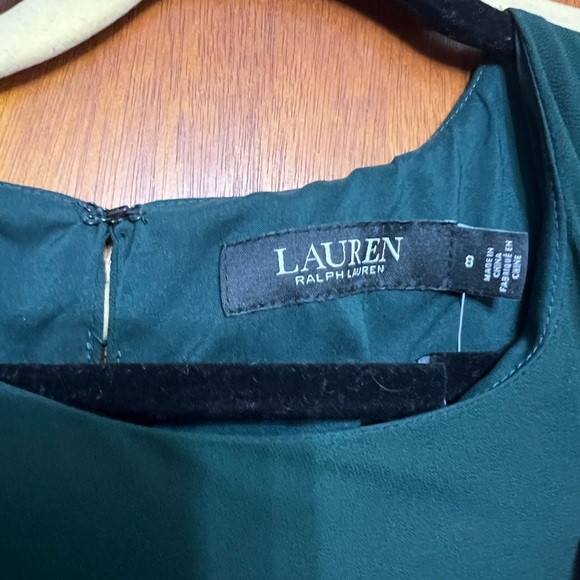 LAUREN
RALPH LAUREN
8
MADE IN
CHINA
FABRIQUÉ EN
CHINE